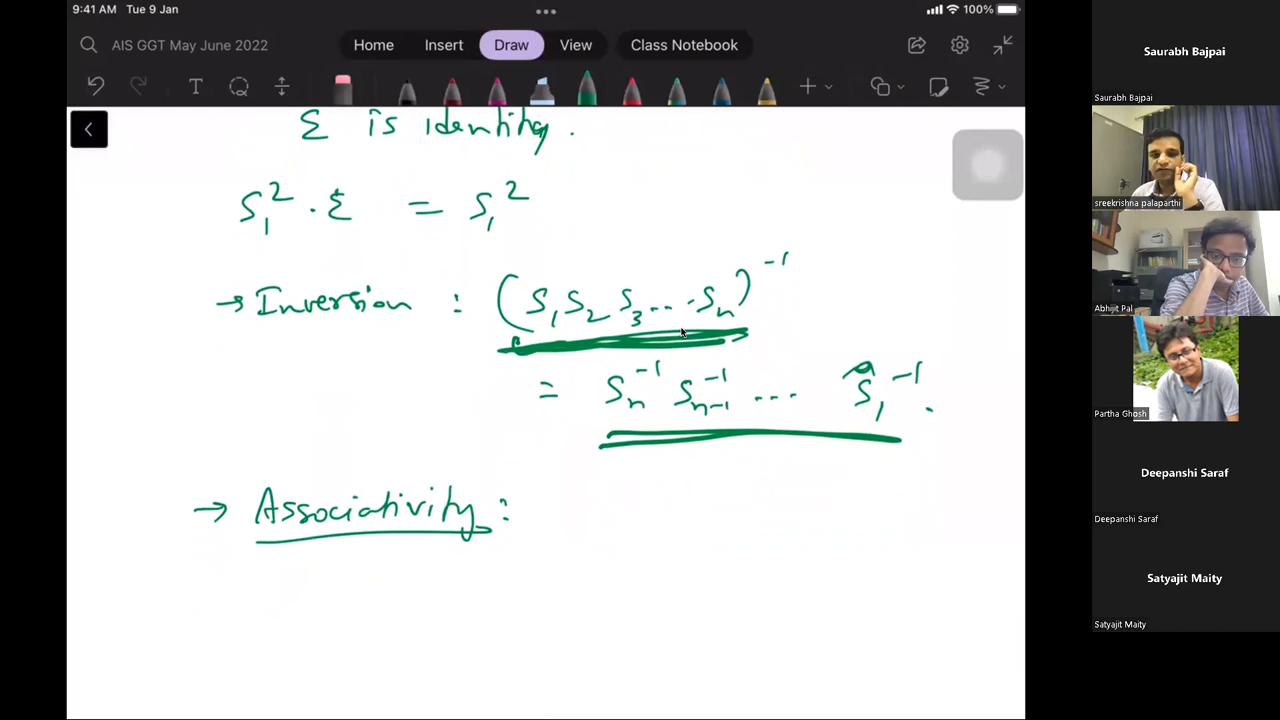 9:41 AM Tue 9 Jan
100%
AIS GGT May June 2022
Home Insert Draw View Class Notebook
Ɛ is identity.
S₁² · Ɛ = S₁²
→ Inversion : (S₁ S₂ S₃ ... Sₙ)⁻¹
= Sₙ⁻¹ Sₙ₋₁⁻¹ ... S₁⁻¹ .
→ Associativity :
Saurabh Bajpai
Saurabh Bajpai
sreekrishna palaparthi
Abhijit Pal
Partha Ghosh
Deepanshi Saraf
Deepanshi Saraf
Satyajit Maity
Satyajit Maity